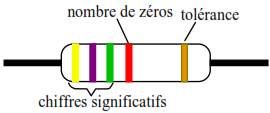 nombre de zéros
tolérance
chiffres significatifs